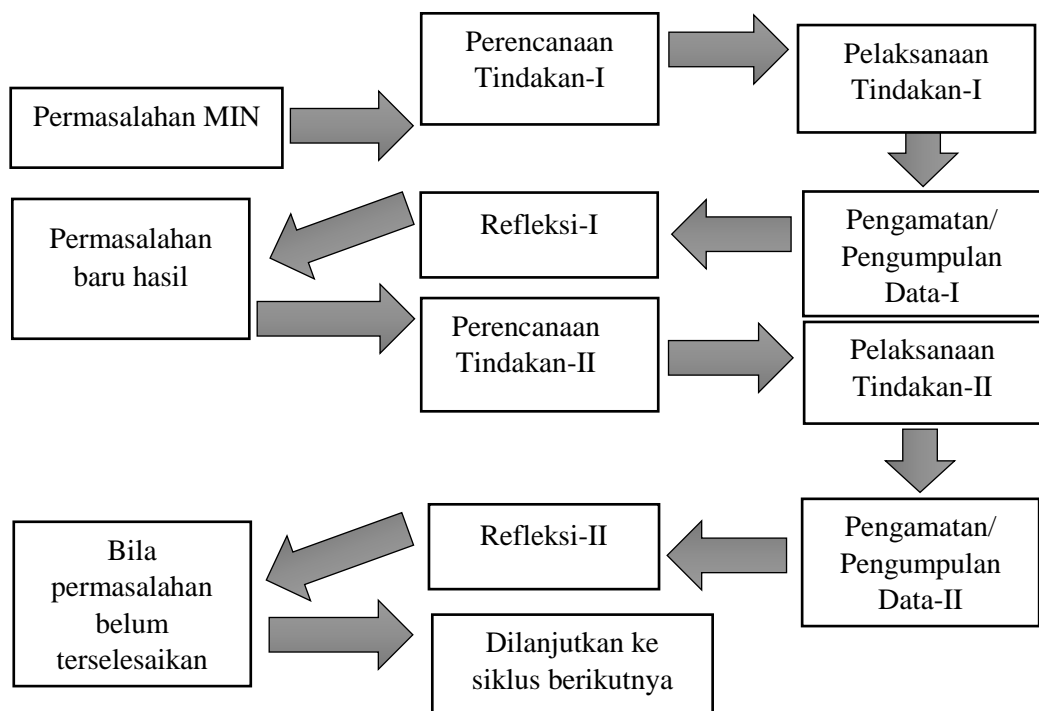 Permasalahan MIN
Perencanaan
Tindakan-I
Pelaksanaan
Tindakan-I
Pengamatan/
Pengumpulan
Data-I
Refleksi-I
Permasalahan
baru hasil
Perencanaan
Tindakan-II
Pelaksanaan
Tindakan-II
Pengamatan/
Pengumpulan
Data-II
Refleksi-II
Bila
permasalahan
belum
terselesaikan
Dilanjutkan ke
siklus berikutnya